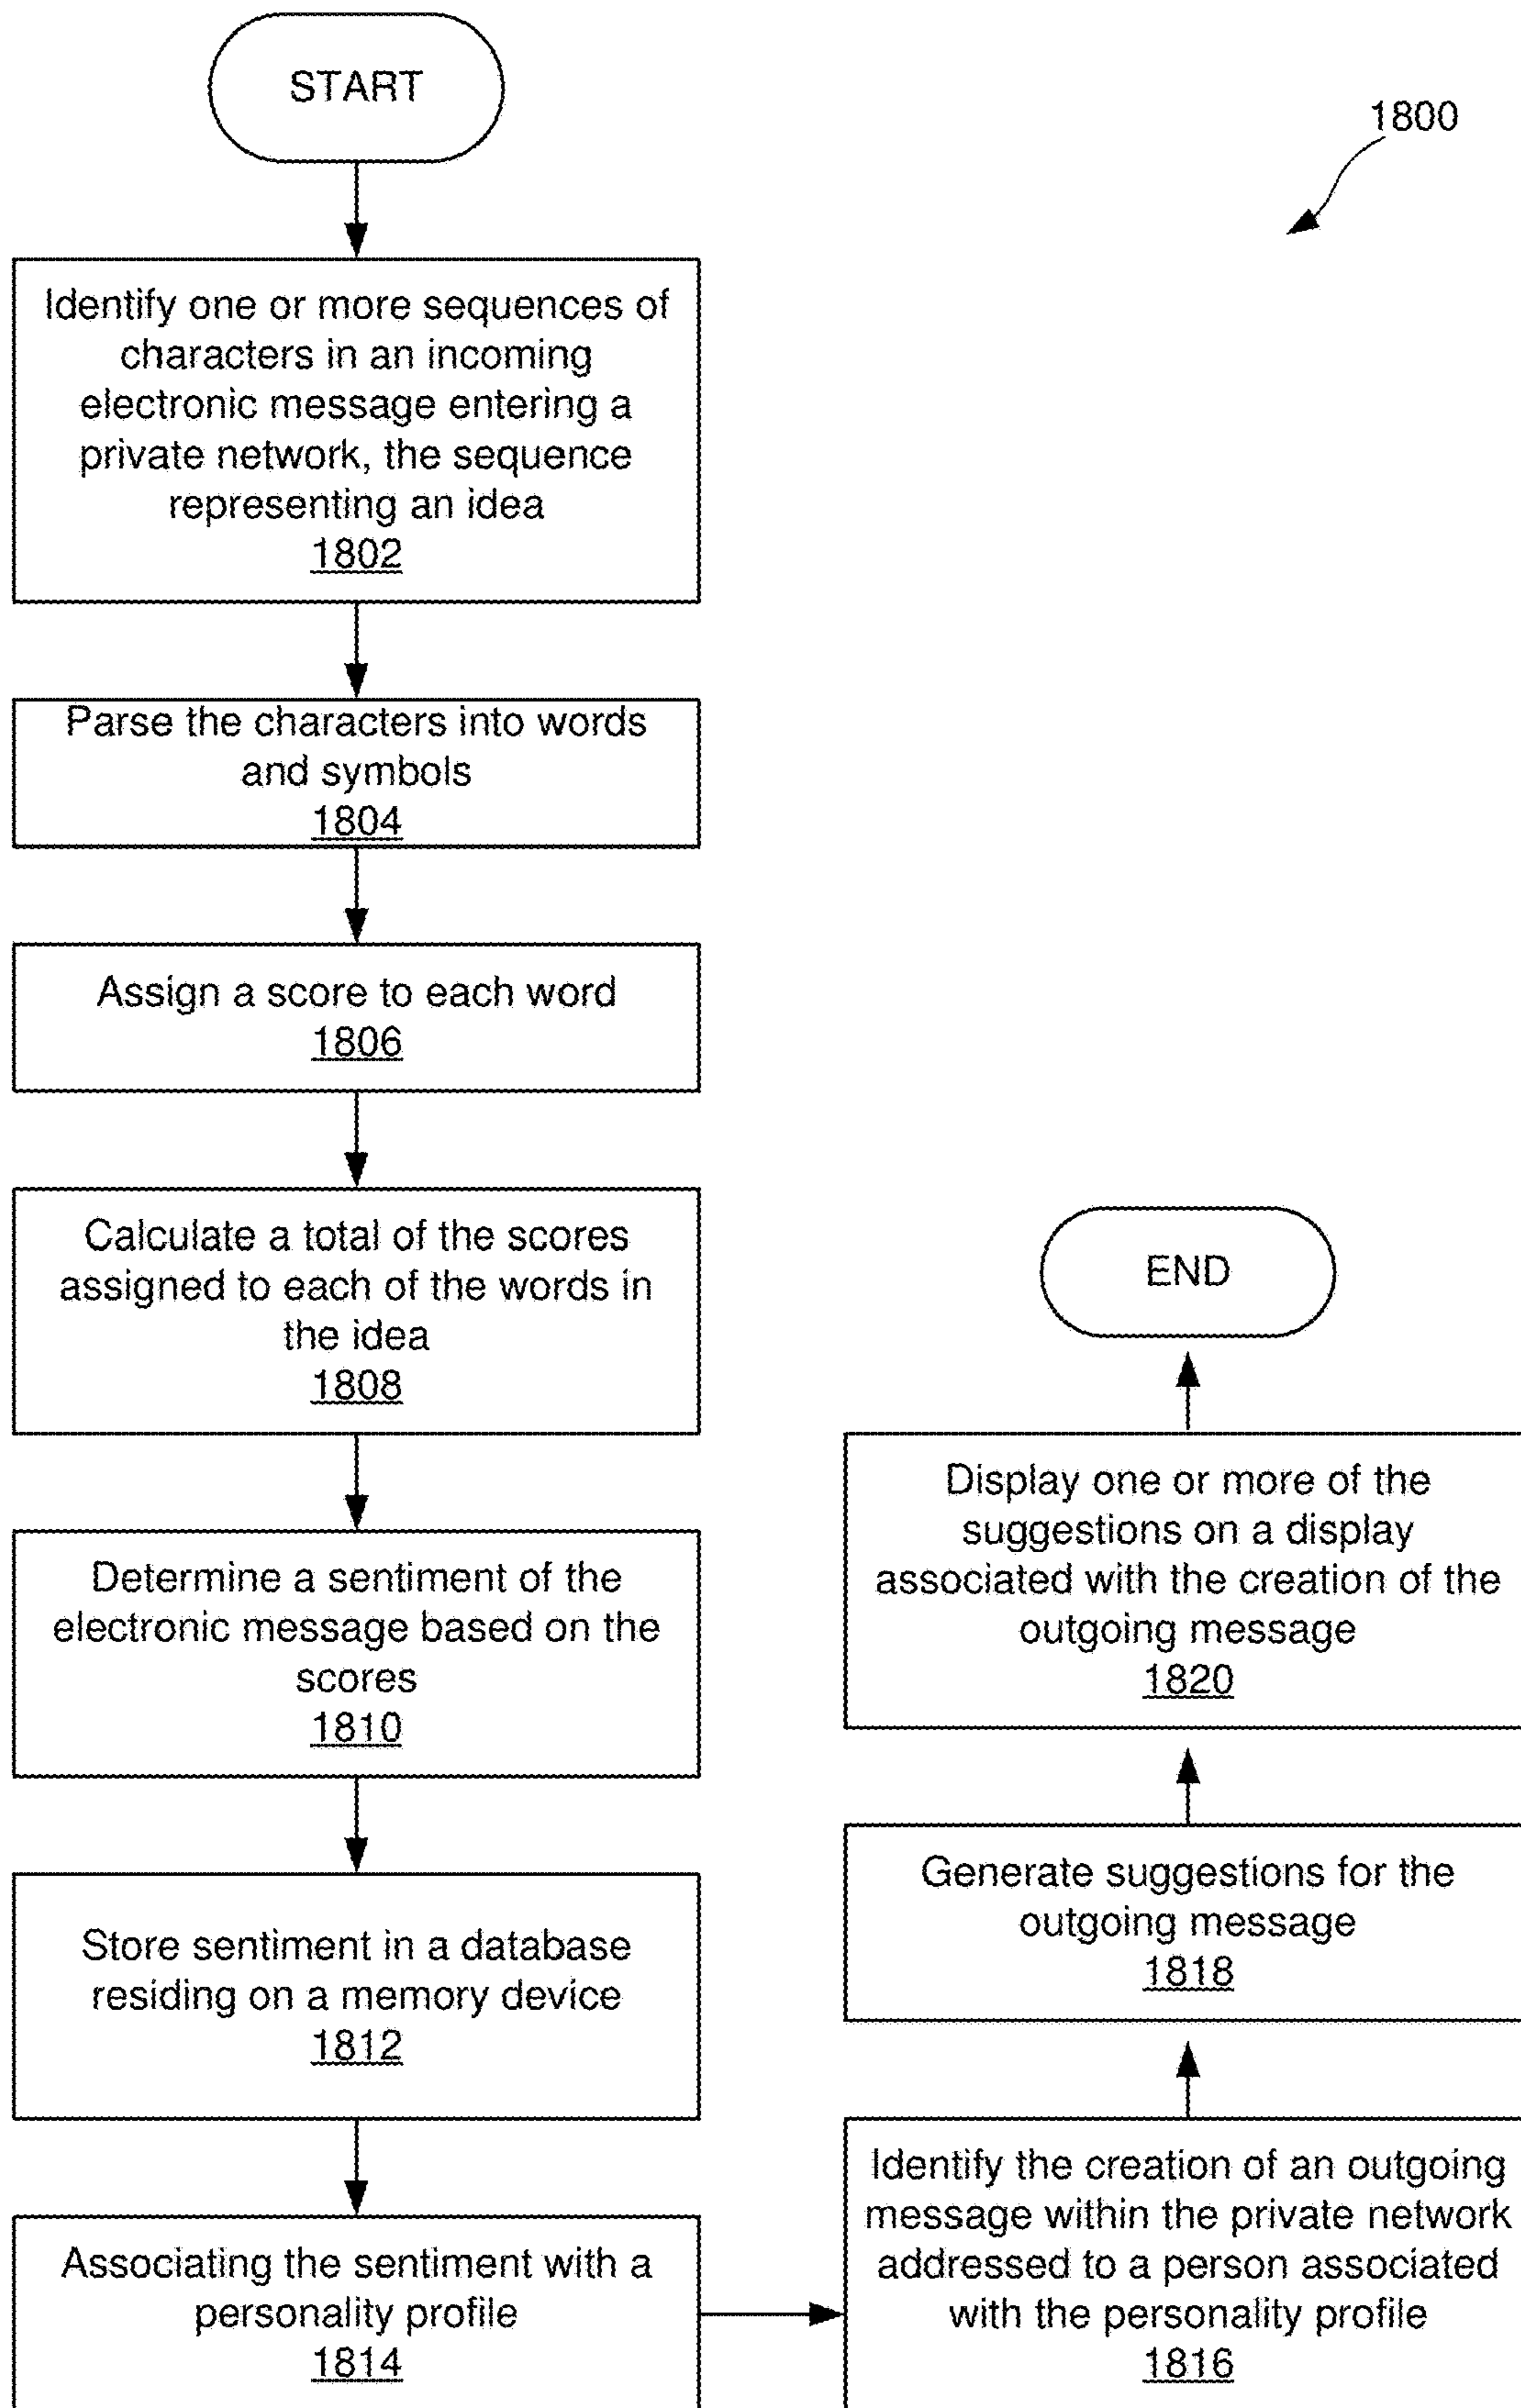 START
1800
Identify one or more sequences of
characters in an incoming
electronic message entering a
private network, the sequence
representing an idea
1802
Parse the characters into words
and symbols
1804
Assign a score to each word
1806
Calculate a total of the scores
assigned to each of the words in
the idea
1808
Determine a sentiment of the
electronic message based on the
scores
1810
Store sentiment in a database
residing on a memory device
1812
Associating the sentiment with a
personality profile
1814
Identify the creation of an outgoing
message within the private network
addressed to a person associated
with the personality profile
1816
Generate suggestions for the
outgoing message
1818
Display one or more of the
suggestions on a display
associated with the creation of the
outgoing message
1820
END